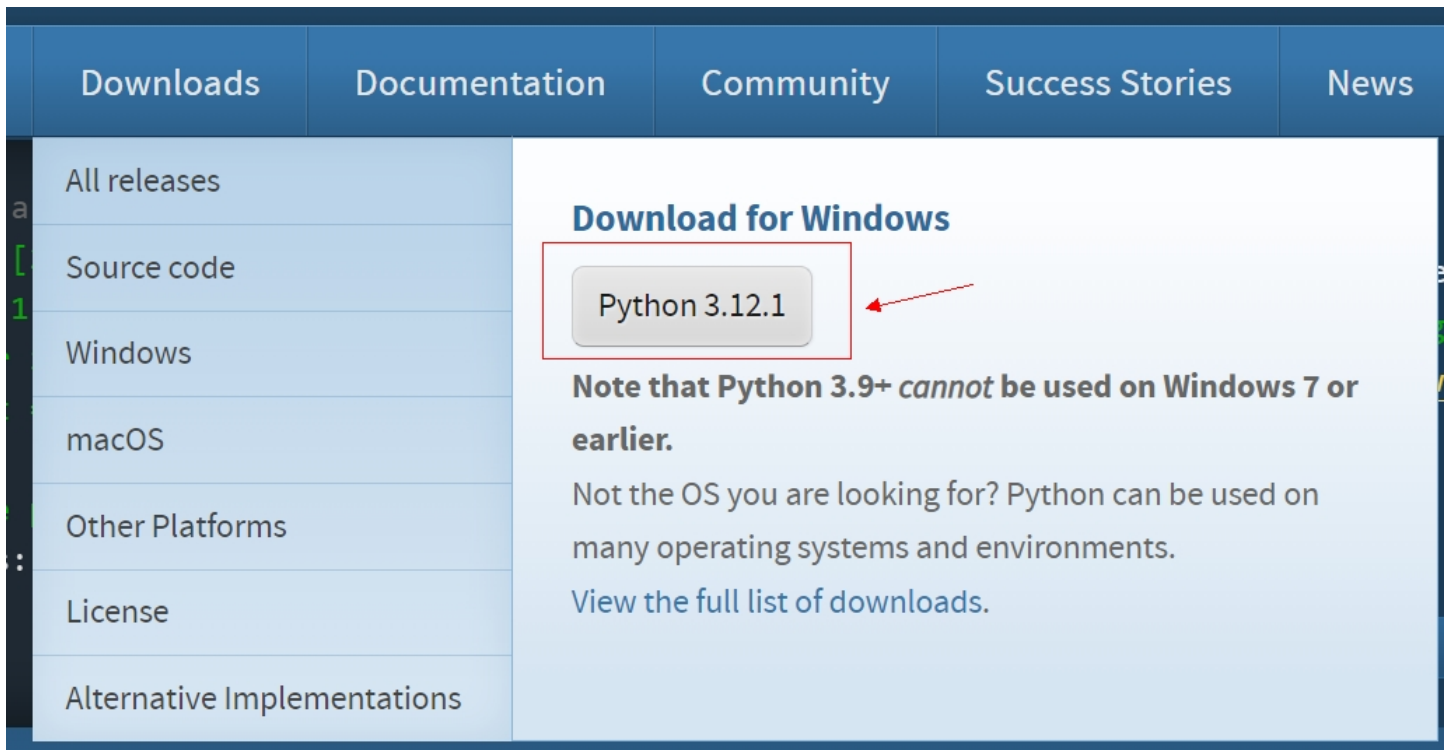 Downloads Documentation Community Success Stories News
All releases
Source code
Windows
macOS
Other Platforms
License
Alternative Implementations
Download for Windows
Python 3.12.1
Note that Python 3.9+ cannot be used on Windows 7 or
earlier.
Not the OS you are looking for? Python can be used on
many operating systems and environments.
View the full list of downloads.